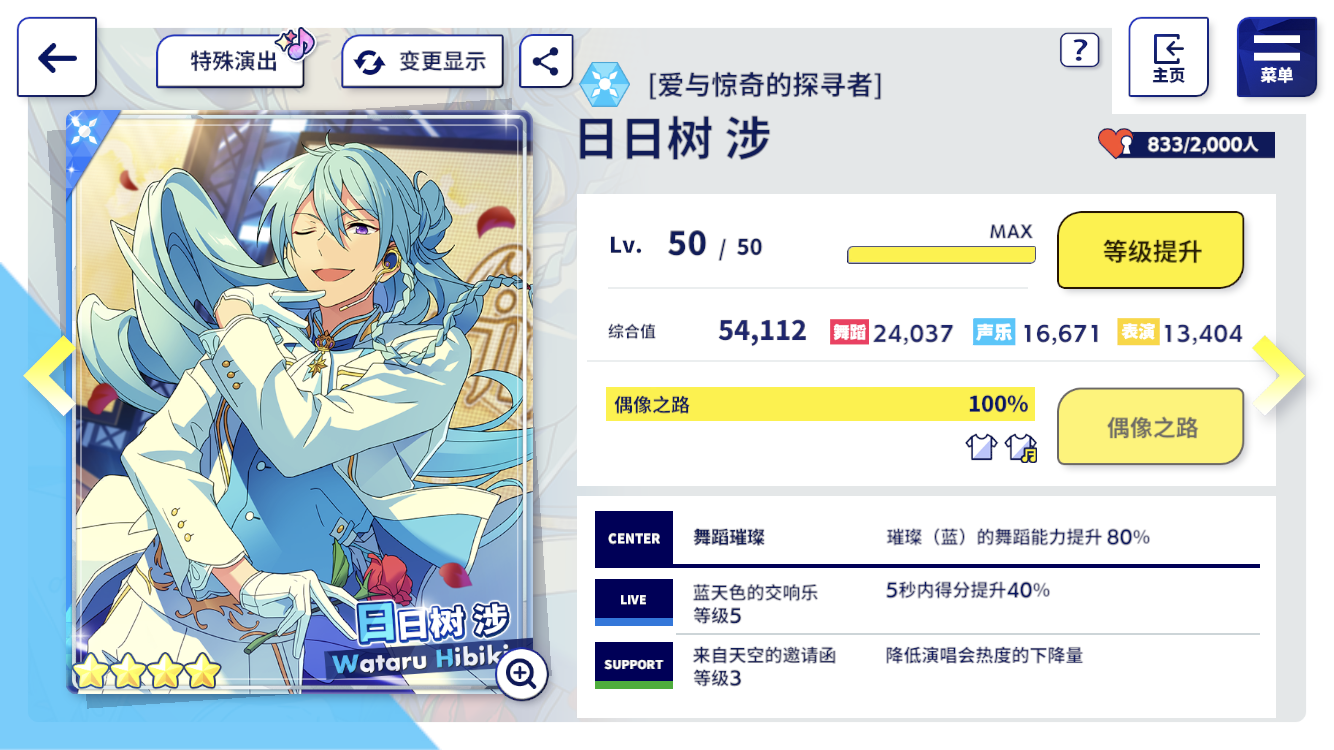 特殊演出
变更显示
?
主页
菜单
[爱与惊奇的探寻者]
日日树 涉
833/2,000人
Lv. 50 / 50
MAX
等级提升
综合值 54,112 舞蹈 24,037 声乐 16,671 表演 13,404
偶像之路 100%
偶像之路
CENTER 舞蹈璀璨 璀璨（蓝）的舞蹈能力提升 80%
LIVE 蓝天色的交响乐 5秒内得分提升40%
等级5
SUPPORT 来自天空的邀请函 降低演唱会热度的下降量
等级3
日日树 涉
Wataru Hibiki